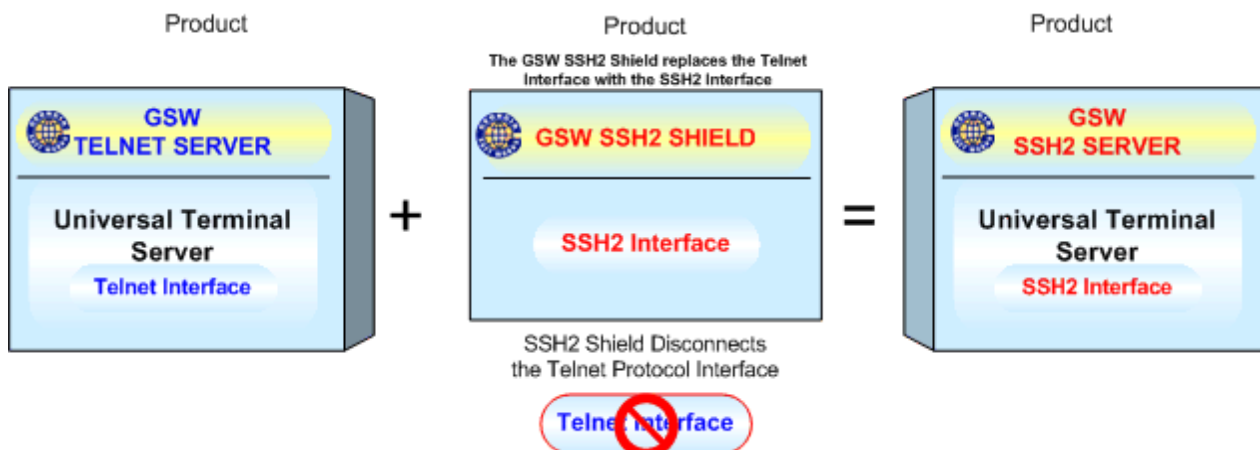 Product
GSW
TELNET SERVER
Universal Terminal
Server
Telnet Interface
+
Product
The GSW SSH2 Shield replaces the Telnet
Interface with the SSH2 Interface
GSW SSH2 SHIELD
SSH2 Interface
SSH2 Shield Disconnects
the Telnet Protocol Interface
Telnet Interface
=
Product
GSW
SSH2 SERVER
Universal Terminal
Server
SSH2 Interface